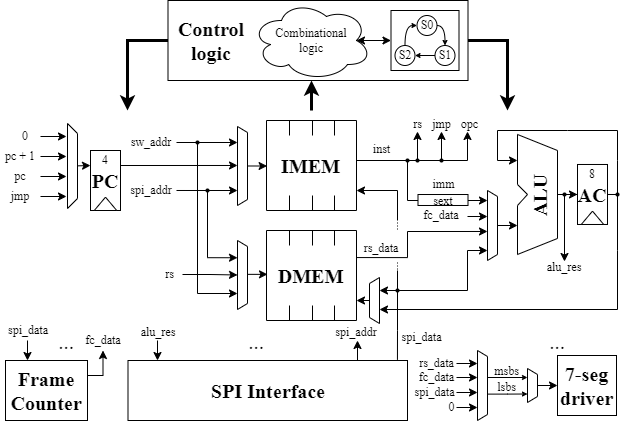 Control
logic
Combinational
logic
S0
S2
S1
0
pc + 1
pc
jmp
4
PC
sw_addr
spi_addr
IMEM
inst
rs
jmp
opc
imm
sext
fc_data
ALU
8
AC
alu_res
rs
DMEM
rs_data
spi_data
...
fc_data
Frame
Counter
alu_res
...
spi_addr
spi_data
SPI Interface
rs_data
fc_data
spi_data
0
msbs
lsbs
...
7-seg
driver